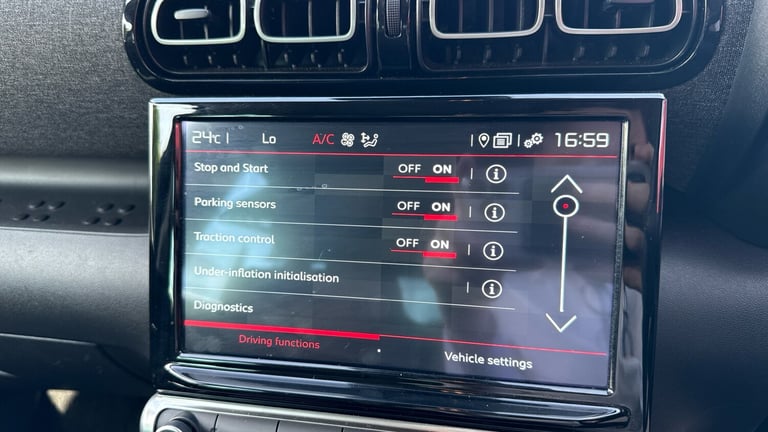 24°C Lo A/C 16:59
Stop and Start OFF ON i
Parking sensors OFF ON i
Traction control OFF ON i
Under-inflation initialisation i
Diagnostics
Driving functions Vehicle settings